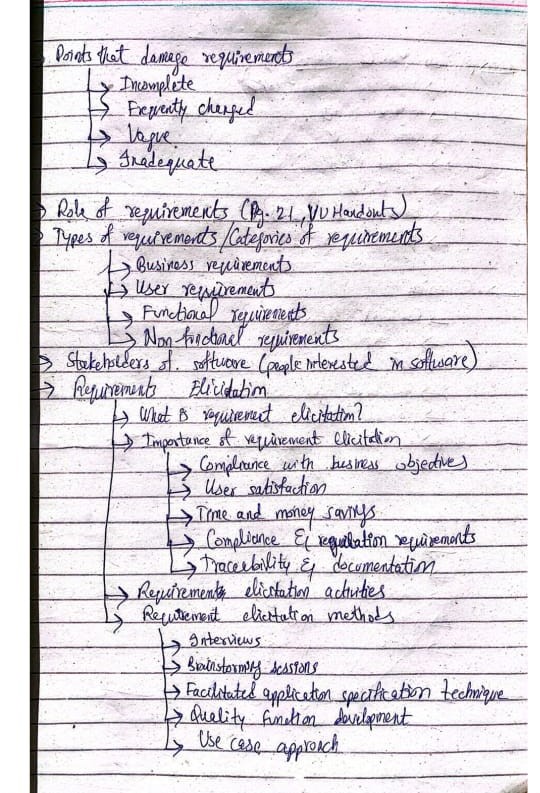 → Points that damage requirements
→ Incomplete
→ Freqently changed
→ Vague
→ Inadequate
→ Role of requirements (Pg. 21, VU Handouts)
→ Types of requirements/Categories of requirements
→ Business requirements
→ User requirements
→ Functional requirements
→ Non functional requirements
→ Stakeholders of software (people interested in software)
→ Requirements Elicidation
→ What is requirement elicitation?
→ Importance of requirement elicitation
→ Compliance with business objectives
→ User satisfaction
→ Time and money savings
→ Compliance & regulation requirements
→ Tracerbility & documentation
→ Requirements elicitation activities
→ Requirement elicitation methods
→ Interviews
→ Brainstorming sessions
→ Facilitated application specification technique
→ Quality function development
→ Use case approach